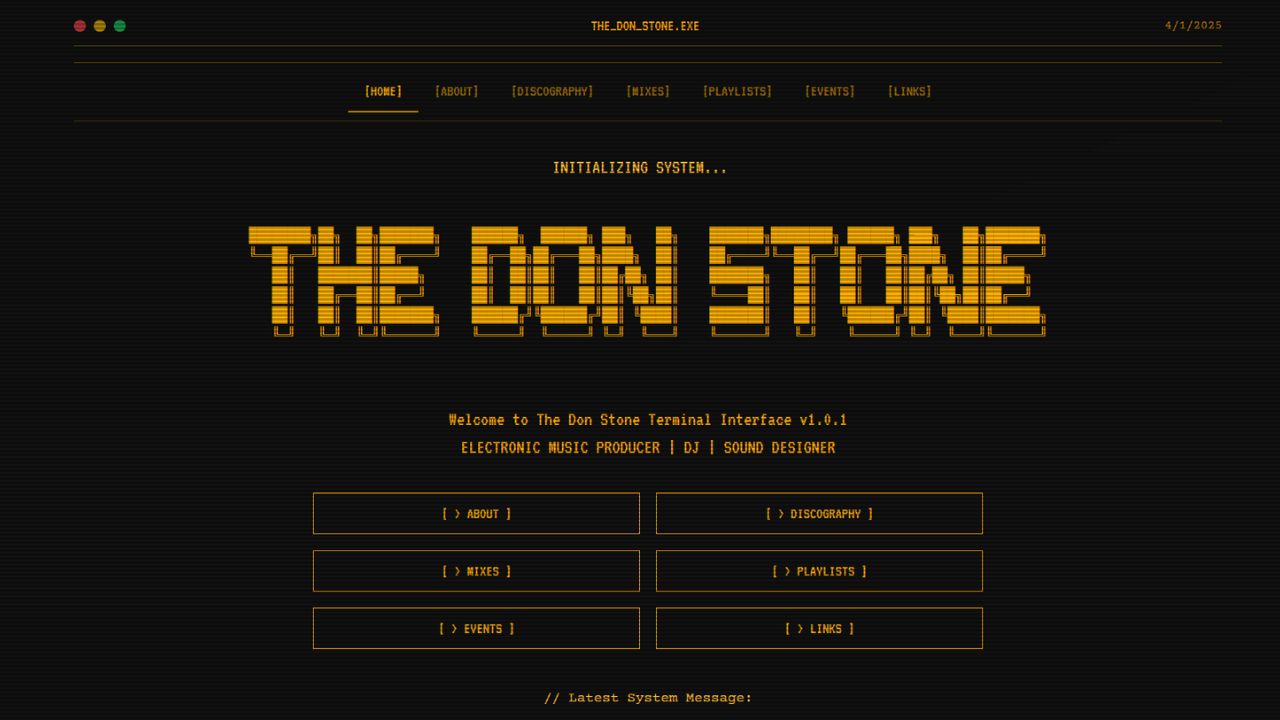 THE_DON_STONE.EXE
4/1/2025
[HOME] [ABOUT] [DISCOGRAPHY] [MIXES] [PLAYLISTS] [EVENTS] [LINKS]
INITIALIZING SYSTEM...
THE DON STONE
Welcome to The Don Stone Terminal Interface v1.0.1
ELECTRONIC MUSIC PRODUCER | DJ | SOUND DESIGNER
[ > ABOUT ]
[ > DISCOGRAPHY ]
[ > MIXES ]
[ > PLAYLISTS ]
[ > EVENTS ]
[ > LINKS ]
// Latest System Message: